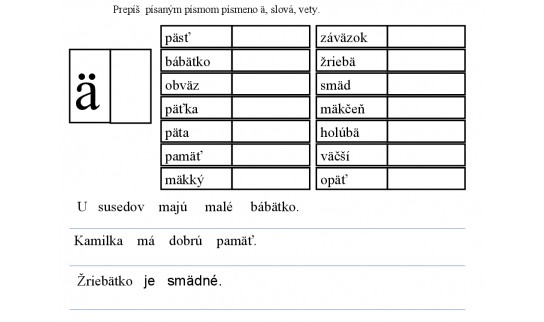 Prepíš písaným písmom písmeno ä, slová, vety.
ä
päsť záväzok
bábätko žriebä
obväz smäd
päťka mäkčeň
päta holúbä
pamäť väčší
mäkký opäť
U susedov majú malé bábätko.
Kamilka má dobrú pamäť.
Žriebätko je smädné.